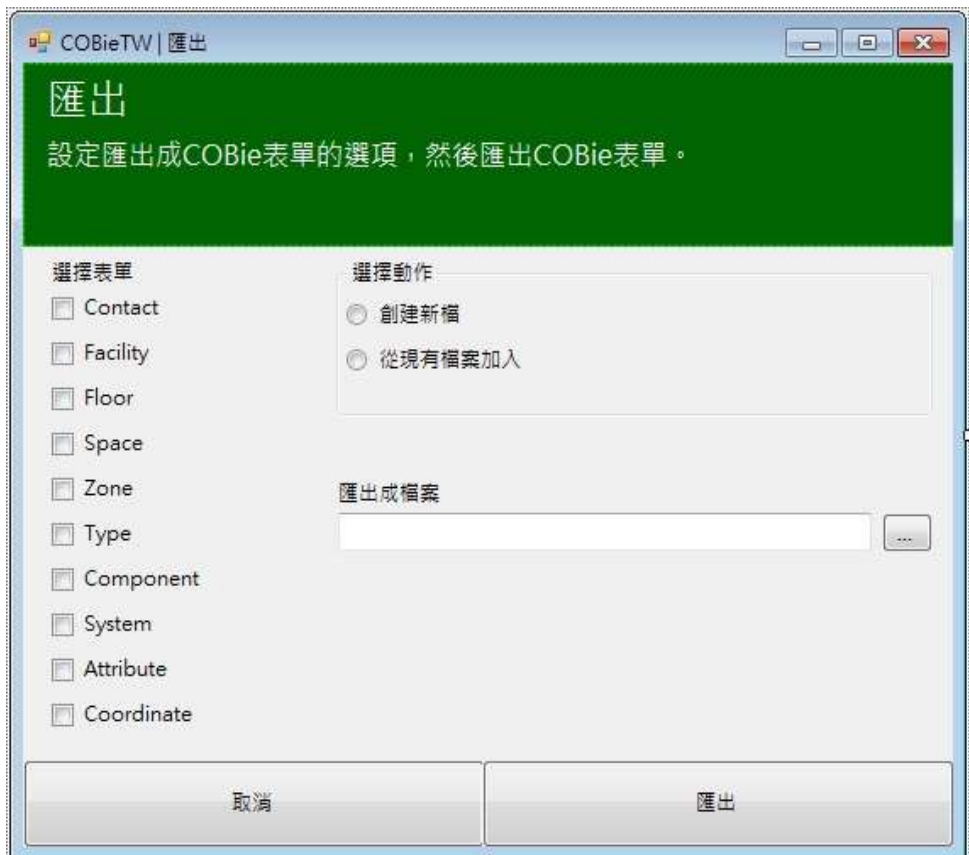 COBieTW | 匯出
匯出
設定匯出成COBie表單的選項，然後匯出COBie表單。
選擇表單
Contact
Facility
Floor
Space
Zone
Type
Component
System
Attribute
Coordinate
選擇動作
創建新檔
從現有檔案加入
匯出成檔案
...
取消
匯出